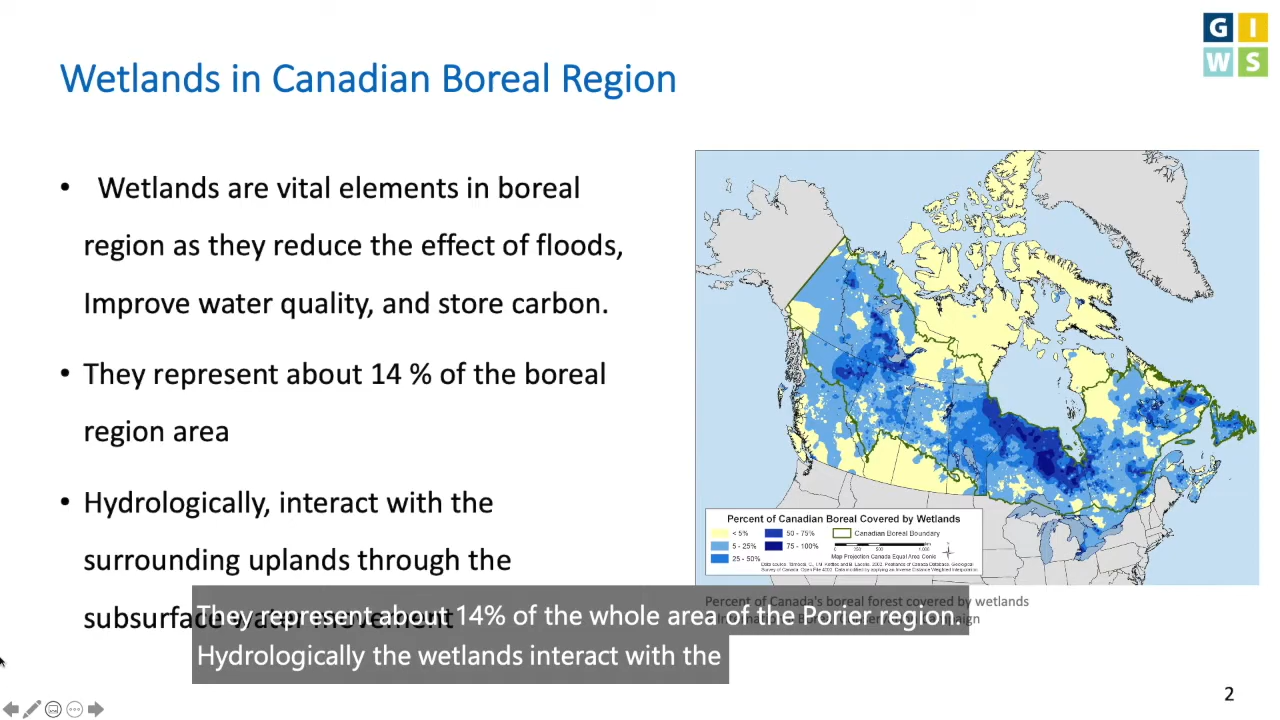 G I
W S
Wetlands in Canadian Boreal Region
• Wetlands are vital elements in boreal
region as they reduce the effect of floods,
Improve water quality, and store carbon.
• They represent about 14 % of the boreal
region area
• Hydrologically, interact with the
surrounding uplands through the
subsurface water movement
Percent of Canadian Boreal Covered by Wetlands
< 5%
5 - 25%
25 - 50%
50 - 75%
75 - 100%
Canadian Boreal Boundary
Map Projection Canada Equal Area Conic
Percent of Canada's boreal forest covered by wetlands
They represent about 14% of the whole area of the Borier region.
Hydrologically the wetlands interact with the
2